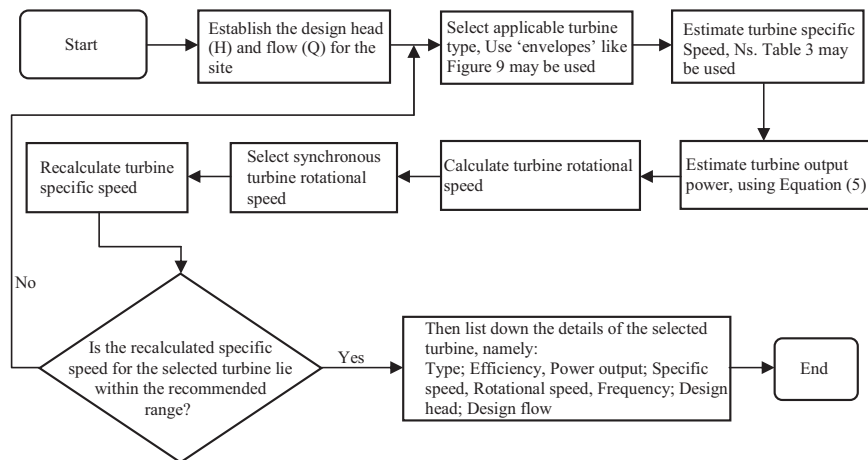 Start
Establish the design head
(H) and flow (Q) for the
site
Select applicable turbine
type, Use ‘envelopes’ like
Figure 9 may be used
Estimate turbine specific
Speed, Ns. Table 3 may be
used
Estimate turbine output
power, using Equation (5)
Calculate turbine rotational
speed
Select synchronous
turbine rotational
speed
Recalculate turbine
specific speed
No
Is the recalculated specific
speed for the selected turbine lie
within the recommended
range?
Yes
Then list down the details of the selected
turbine, namely:
Type; Efficiency, Power output; Specific
speed, Rotational speed, Frequency; Design
head; Design flow
End